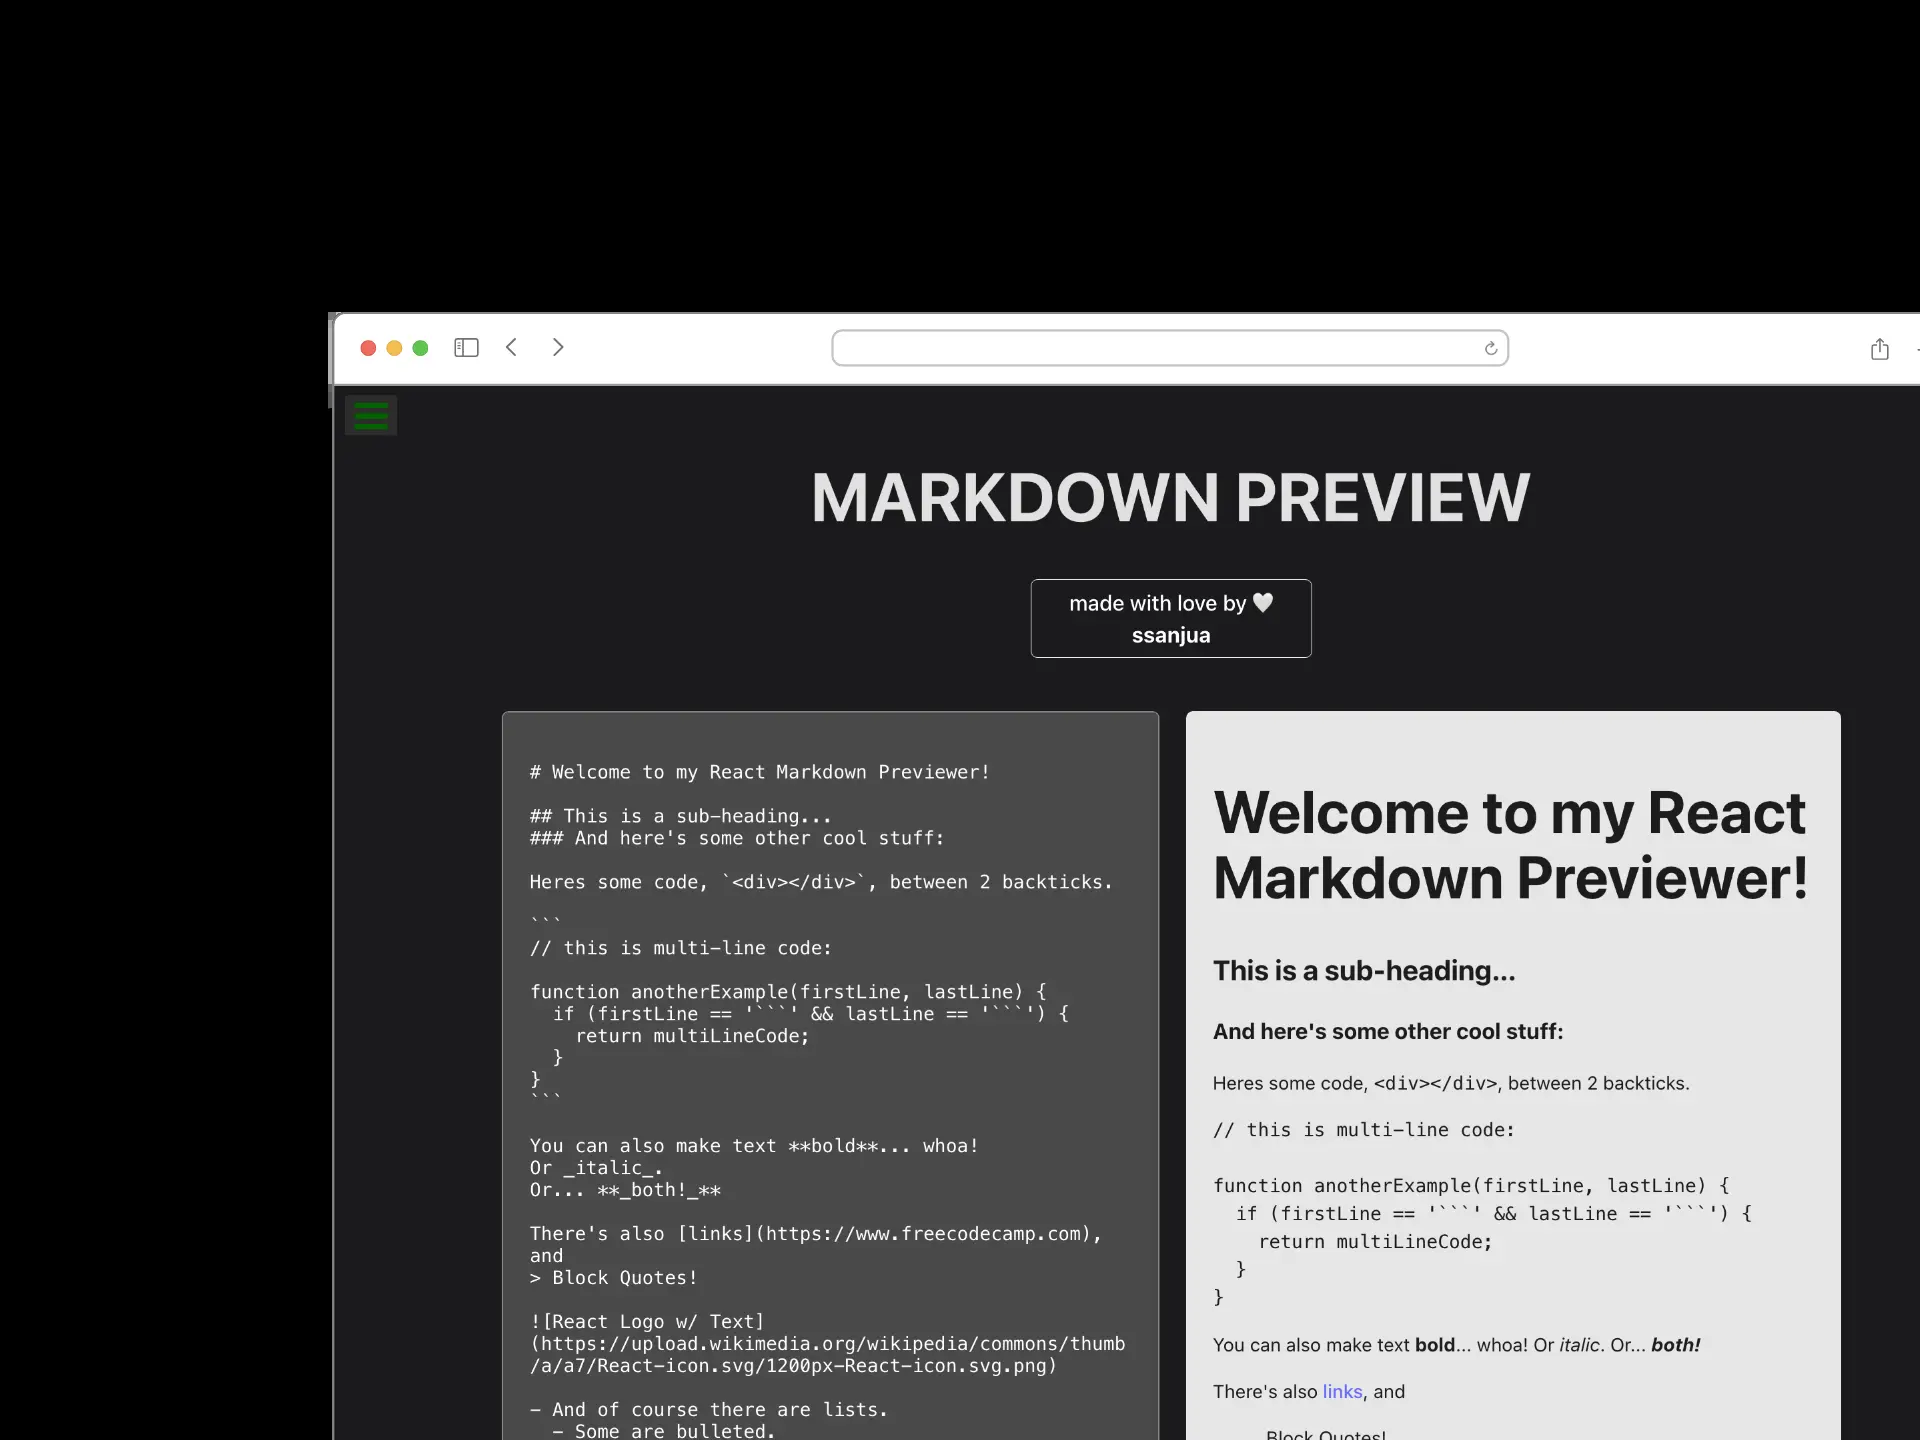 MARKDOWN PREVIEW
made with love by 🤍
ssanjua
# Welcome to my React Markdown Previewer!
## This is a sub-heading...
### And here's some other cool stuff:
Heres some code, `<div></div>`, between 2 backticks.
```
// this is multi-line code:
function anotherExample(firstLine, lastLine) {
  if (firstLine == '```' && lastLine == '```') {
    return multiLineCode;
  }
}
```
You can also make text **bold**... whoa!
Or _italic_.
Or... **_both!_**
There's also [links](https://www.freecodecamp.com),
and
> Block Quotes!
![React Logo w/ Text]
(https://upload.wikimedia.org/wikipedia/commons/thumb
/a/a7/React-icon.svg/1200px-React-icon.svg.png)
- And of course there are lists.
  - Some are bulleted.
Welcome to my React
Markdown Previewer!
This is a sub-heading...
And here's some other cool stuff:
Heres some code, <div></div>, between 2 backticks.
// this is multi-line code:
function anotherExample(firstLine, lastLine) {
  if (firstLine == '```' && lastLine == '```') {
    return multiLineCode;
  }
}
You can also make text bold... whoa! Or italic. Or... both!
There's also links, and
Block Quotes!